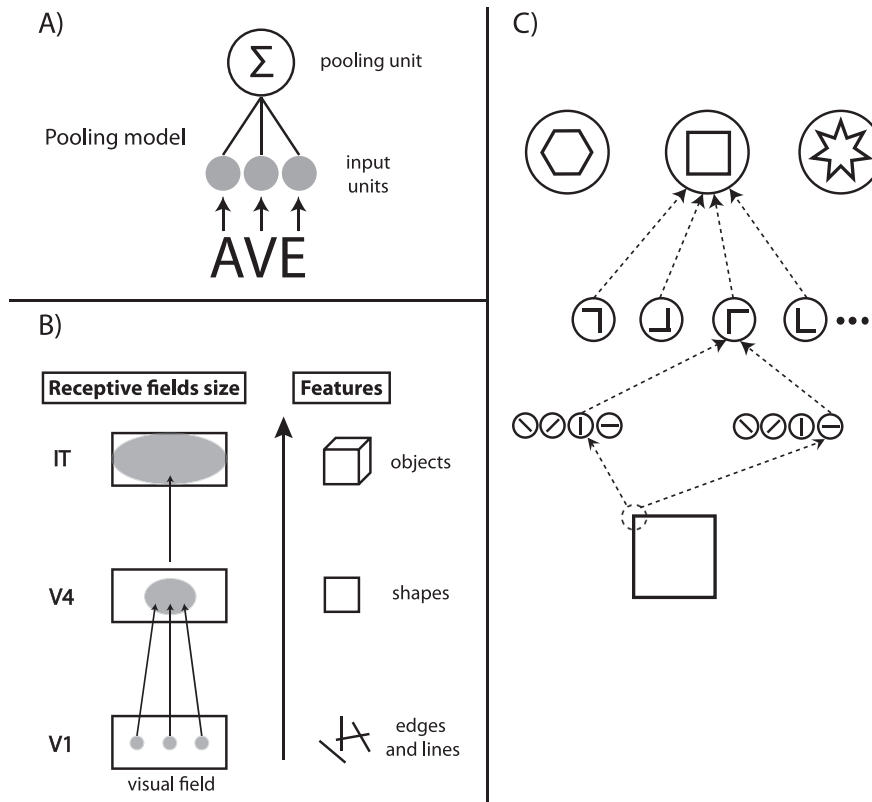 A)
Σ
pooling unit
Pooling model
input
units
AVE
B)
Receptive fields size
Features
IT
objects
V4
shapes
V1
edges
and lines
visual field
C)